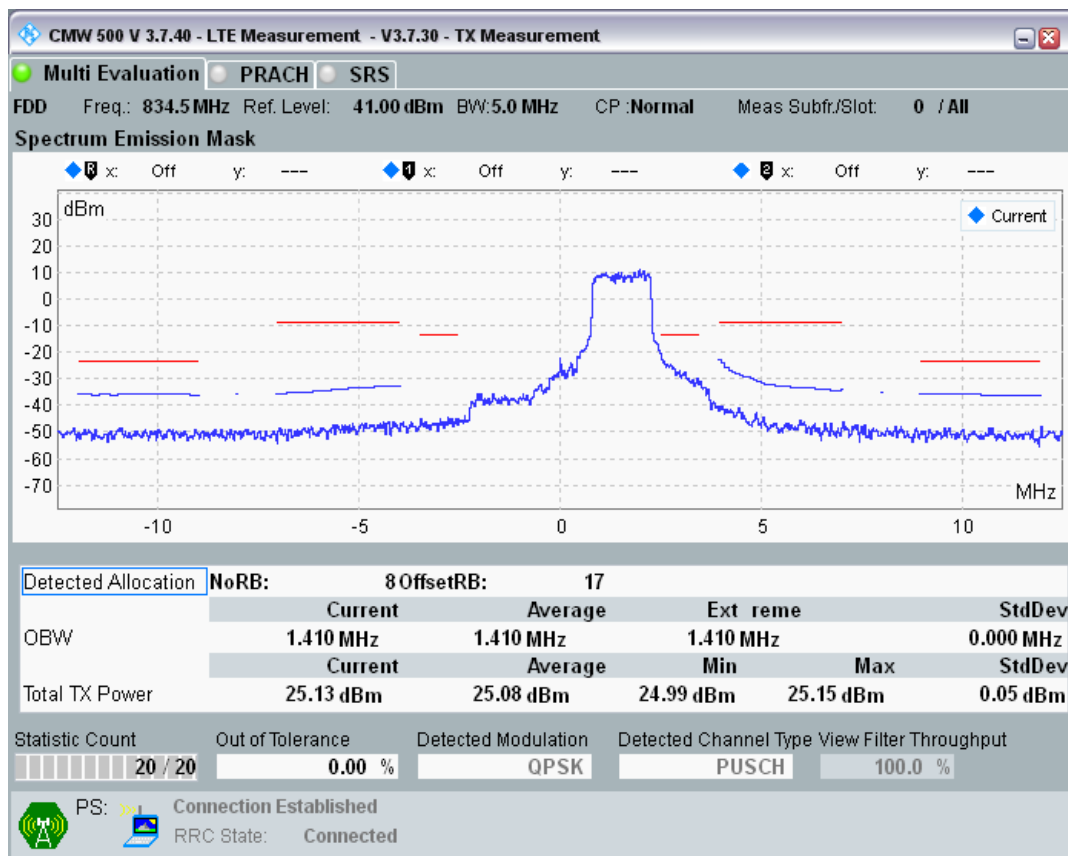 CMW 500 V 3.7.40 - LTE Measurement - V3.7.30 - TX Measurement
Multi Evaluation PRACH SRS
FDD Freq.: 834.5 MHz Ref. Level: 41.00 dBm BW:5.0 MHz CP :Normal Meas Subfr./Slot: 0 / All
Spectrum Emission Mask
R x: Off y: --- 1 x: Off y: --- 2 x: Off y: ---
dBm
Current
30
20
10
0
-10
-20
-30
-40
-50
-60
-70
MHz
-10 -5 0 5 10
Detected Allocation NoRB: 8 OffsetRB: 17
Current Average Ext reme StdDev
OBW 1.410 MHz 1.410 MHz 1.410 MHz 0.000 MHz
Current Average Min Max StdDev
Total TX Power 25.13 dBm 25.08 dBm 24.99 dBm 25.15 dBm 0.05 dBm
Statistic Count Out of Tolerance Detected Modulation Detected Channel Type View Filter Throughput
20 / 20 0.00 % QPSK PUSCH 100.0 %
PS: Connection Established
RRC State: Connected